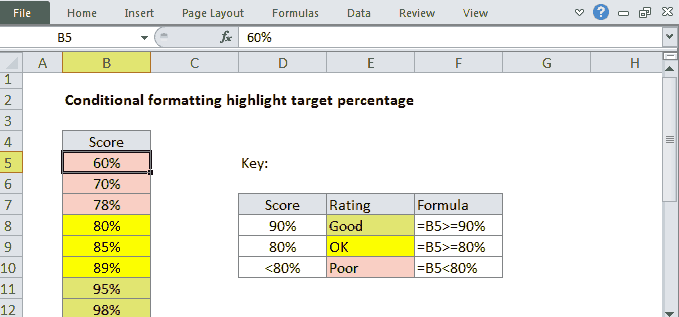 File Home Insert Page Layout Formulas Data Review View ?
B5 fx 60%
A B C D E F G H
1
2 Conditional formatting highlight target percentage
3
4 Score
5 60% Key:
6 70%
7 78% Score Rating Formula
8 80% 90% Good =B5>=90%
9 85% 80% OK =B5>=80%
10 89% <80% Poor =B5<80%
11 95%
12 98%